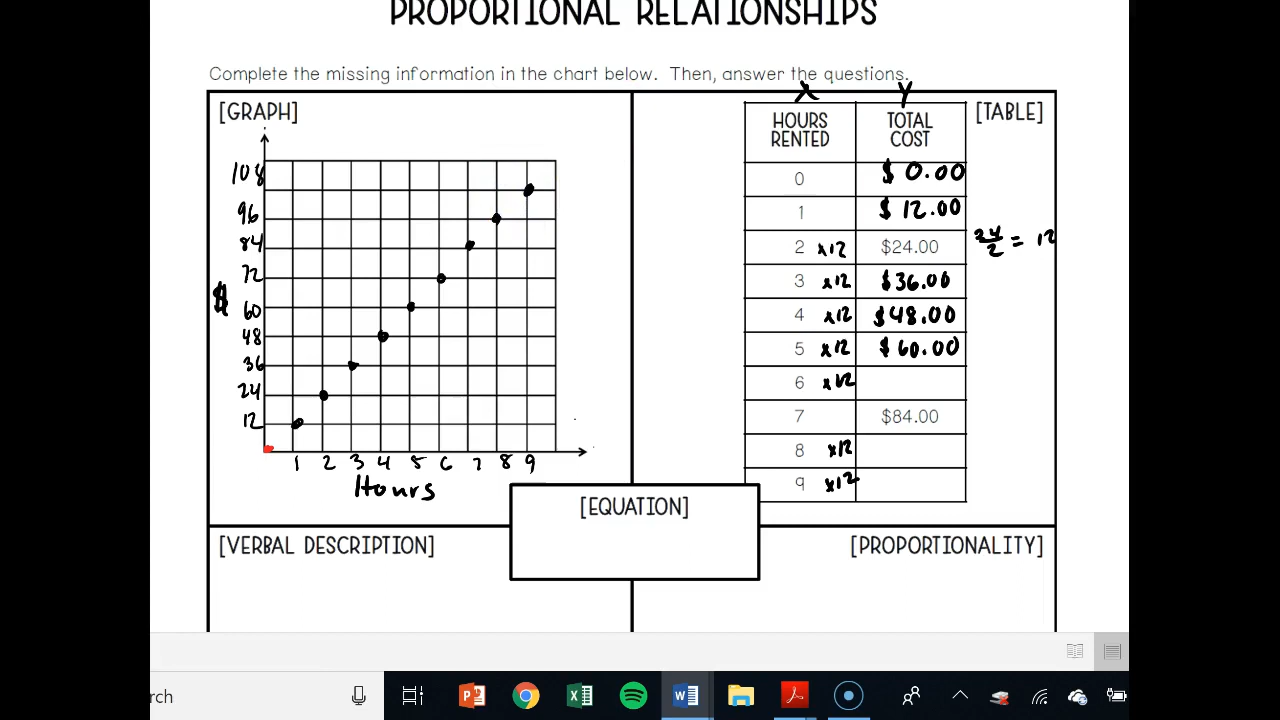 PROPORTIONAL RELATIONSHIPS
Complete the missing information in the chart below. Then, answer the questions.
[GRAPH]
108
96
84
72
60
48
36
24
12
$
1 2 3 4 5 6 7 8 9
Hours
X Y
HOURS RENTED TOTAL COST
[TABLE]
0 $0.00
1 $12.00
2 x12 $24.00 24/2 = 12
3 x12 $36.00
4 x12 $48.00
5 x12 $60.00
6 x12
7 $84.00
8 x12
9 x12
[EQUATION]
[VERBAL DESCRIPTION]
[PROPORTIONALITY]
rch